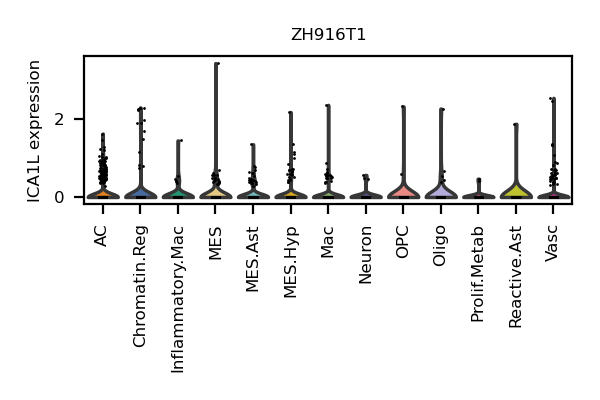 ZH916T1
ICA1L expression
2
0
AC
Chromatin.Reg
Inflammatory.Mac
MES
MES.Ast
MES.Hyp
Mac
Neuron
OPC
Oligo
Prolif.Metab
Reactive.Ast
Vasc